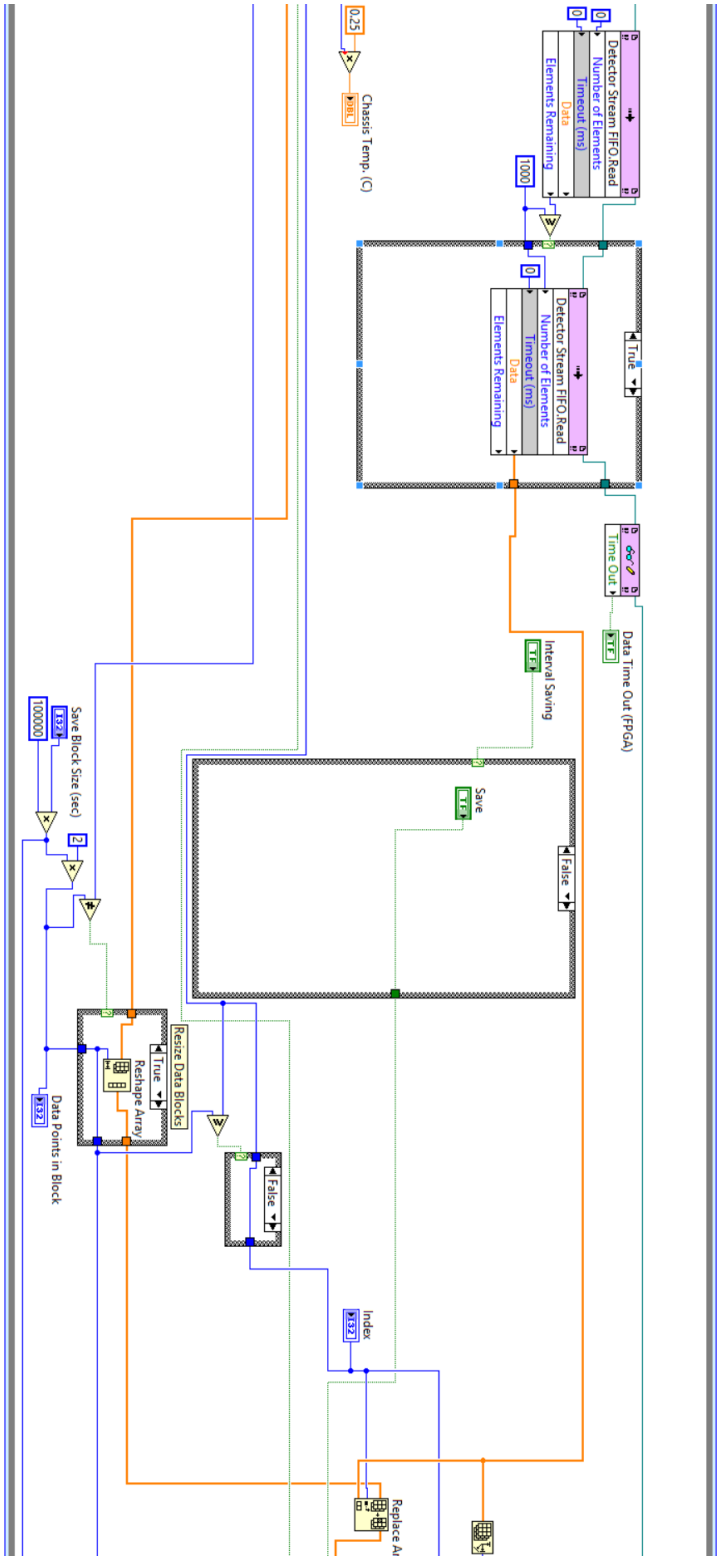 0
0
Detector Stream FIFO.Read
Number of Elements
Timeout (ms)
Data
Elements Remaining
1000
True
Detector Stream FIFO.Read
Number of Elements
0
Timeout (ms)
Data
Elements Remaining
Time Out
Data Time Out (FPGA)
TF
0.25
Chassis Temp. (C)
DBL
Interval Saving
TF
False
Save
TF
Save Block Size (sec)
I32
100000
2
Resize Data Blocks
True
Reshape Array
Data Points in Block
I32
False
Index
I32
Replace Ar